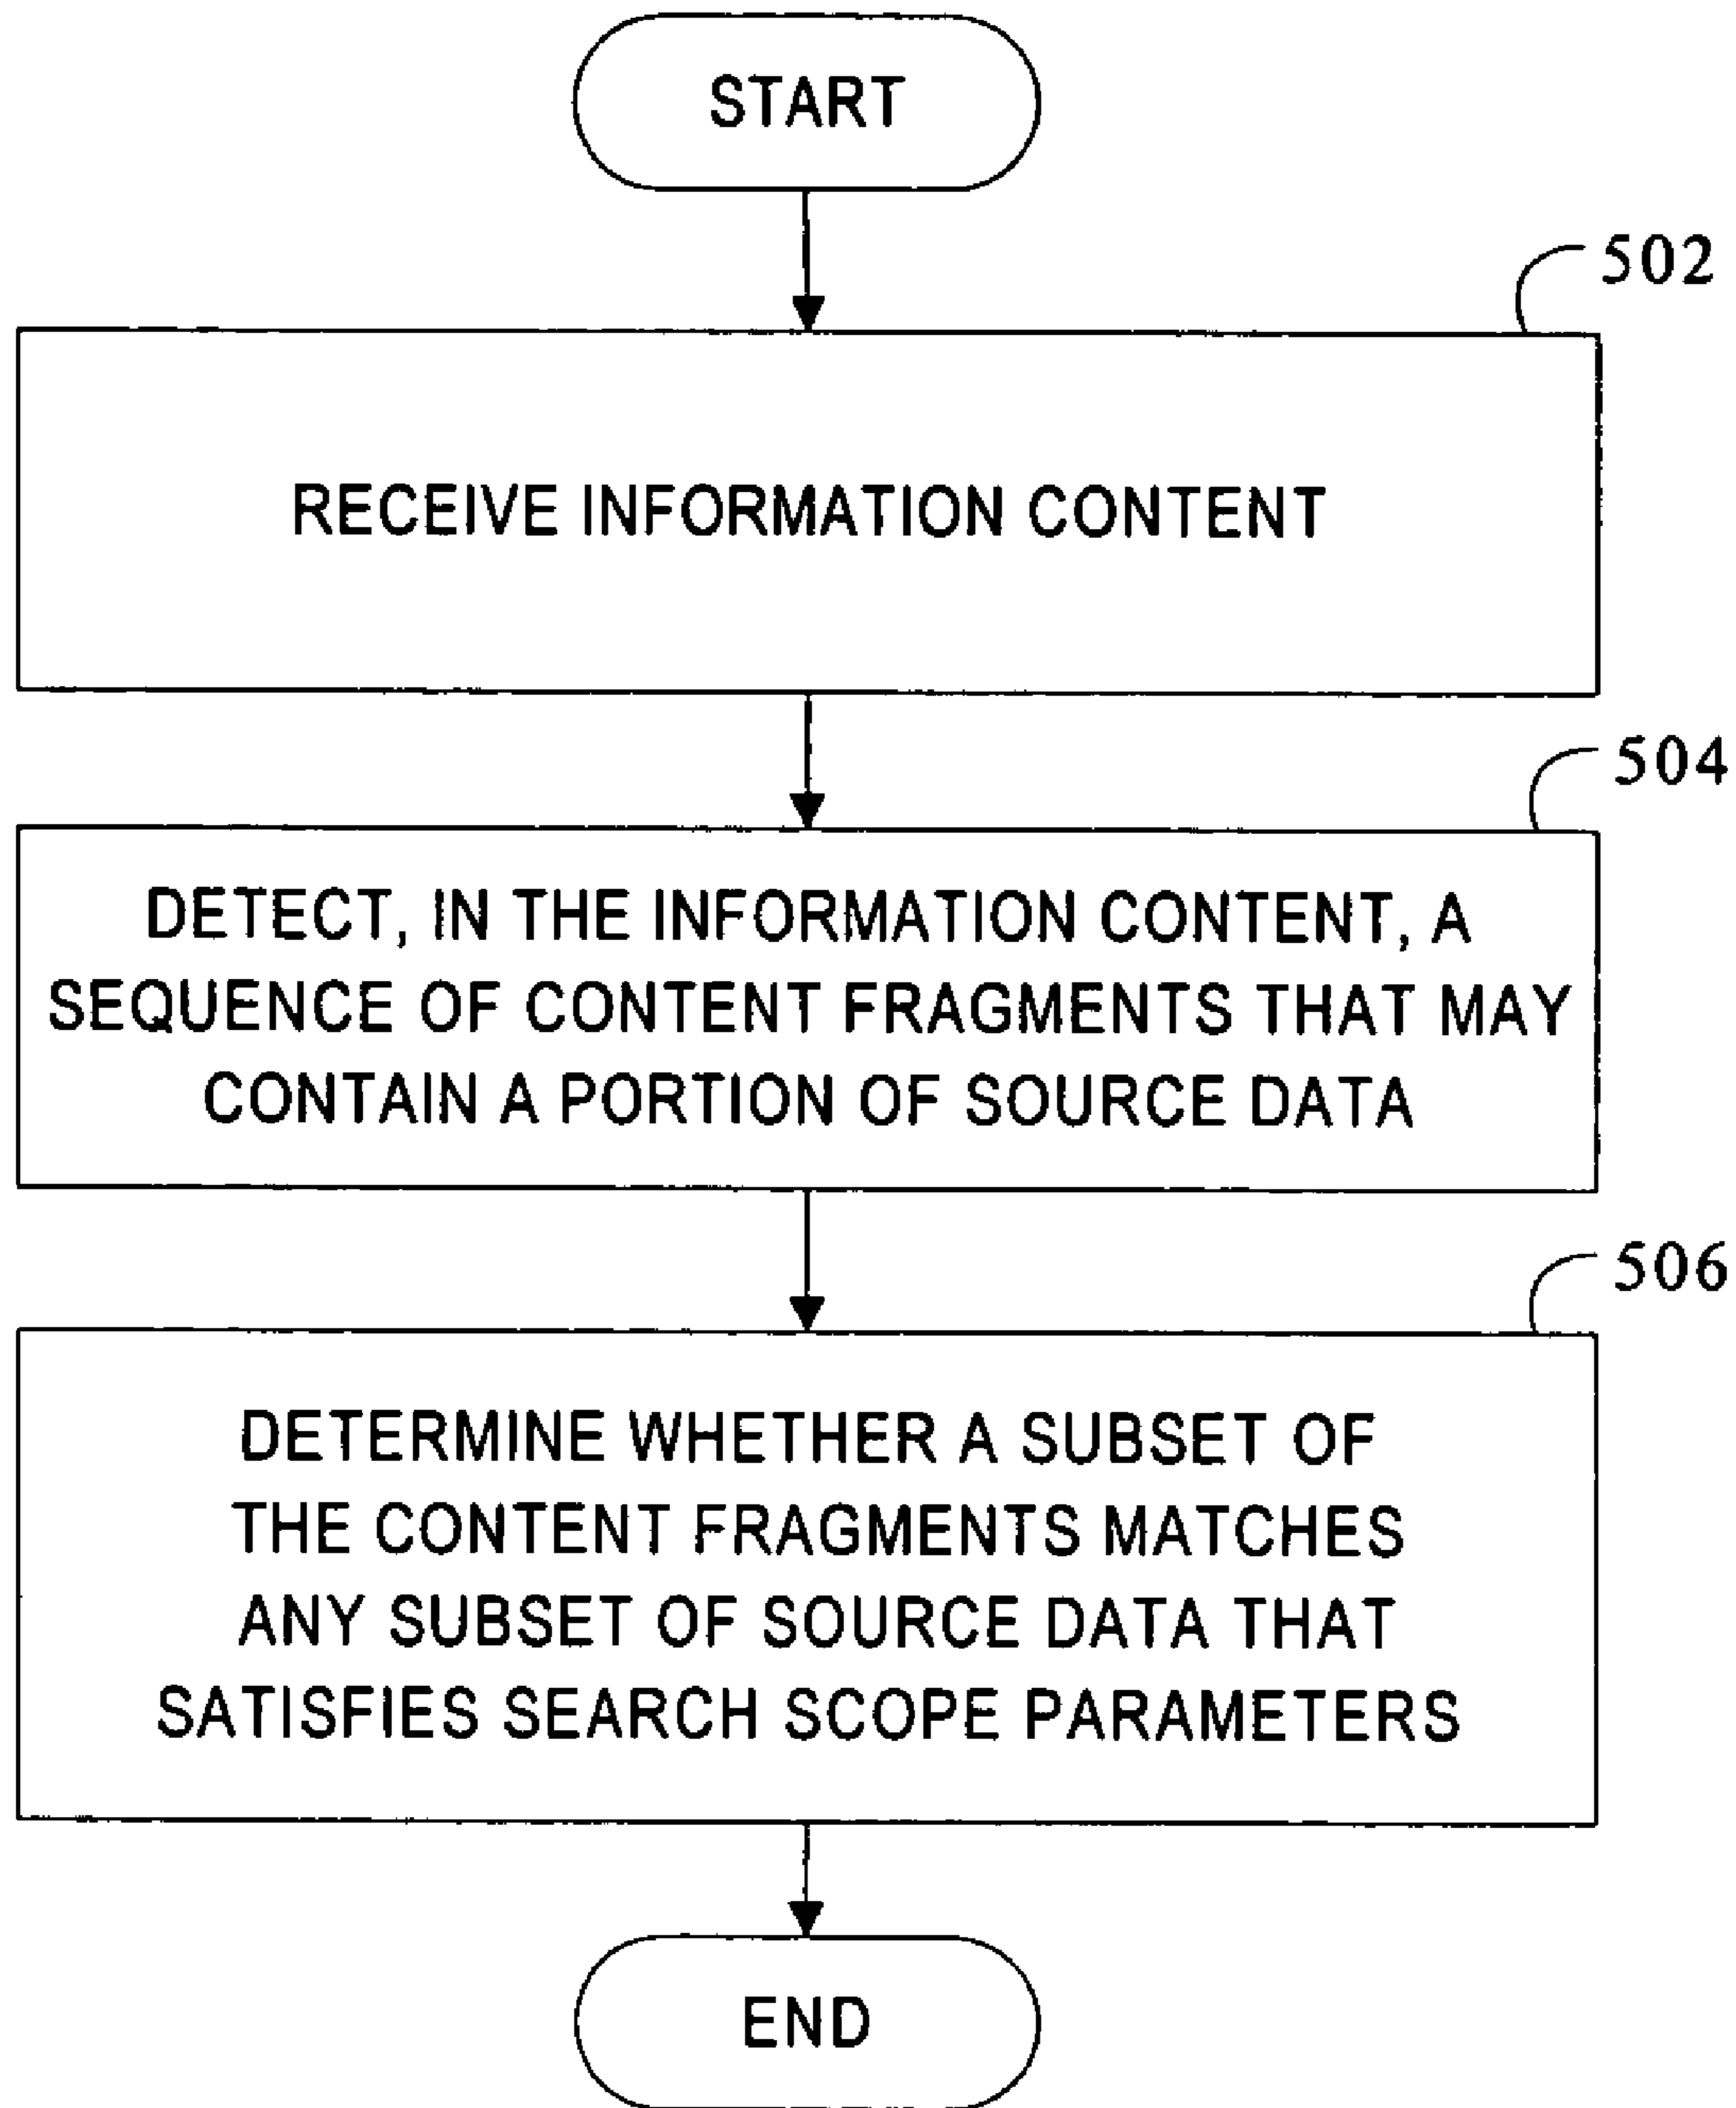 START
502
RECEIVE INFORMATION CONTENT
504
DETECT, IN THE INFORMATION CONTENT, A
SEQUENCE OF CONTENT FRAGMENTS THAT MAY
CONTAIN A PORTION OF SOURCE DATA
506
DETERMINE WHETHER A SUBSET OF
THE CONTENT FRAGMENTS MATCHES
ANY SUBSET OF SOURCE DATA THAT
SATISFIES SEARCH SCOPE PARAMETERS
END